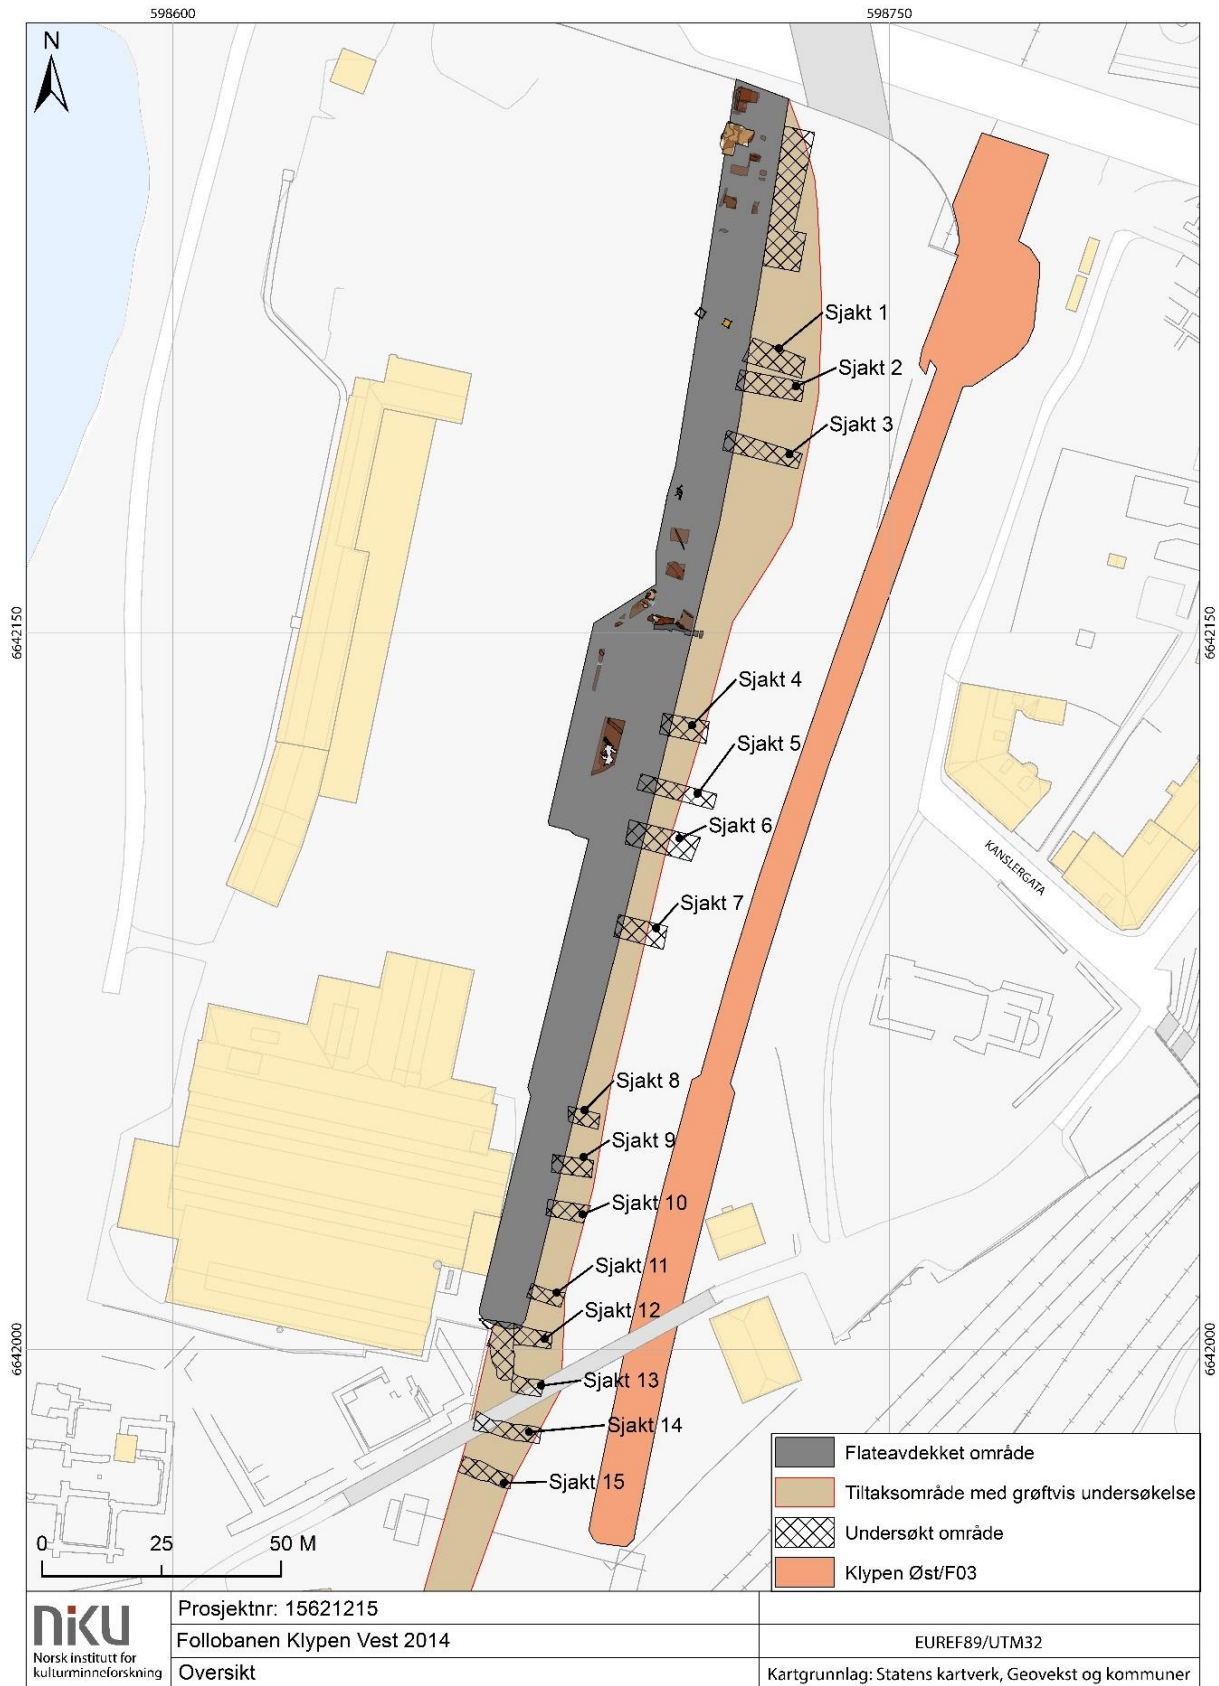 598600
598750
N
Sjakt 1
Sjakt 2
Sjakt 3
6642150
6642150
Sjakt 4
Sjakt 5
Sjakt 6
KANSLERGATA
Sjakt 7
Sjakt 8
Sjakt 9
Sjakt 10
Sjakt 11
Sjakt 12
6642000
6642000
Sjakt 13
Sjakt 14
Sjakt 15
Flateavdekket område
Tiltaksområde med grøftvis undersøkelse
Undersøkt område
Klypen Øst/F03
0 25 50 M
niku
Norsk institutt for
kulturminneforskning
Prosjektnr: 15621215
Follobanen Klypen Vest 2014
Oversikt
EUREF89/UTM32
Kartgrunnlag: Statens kartverk, Geovekst og kommuner